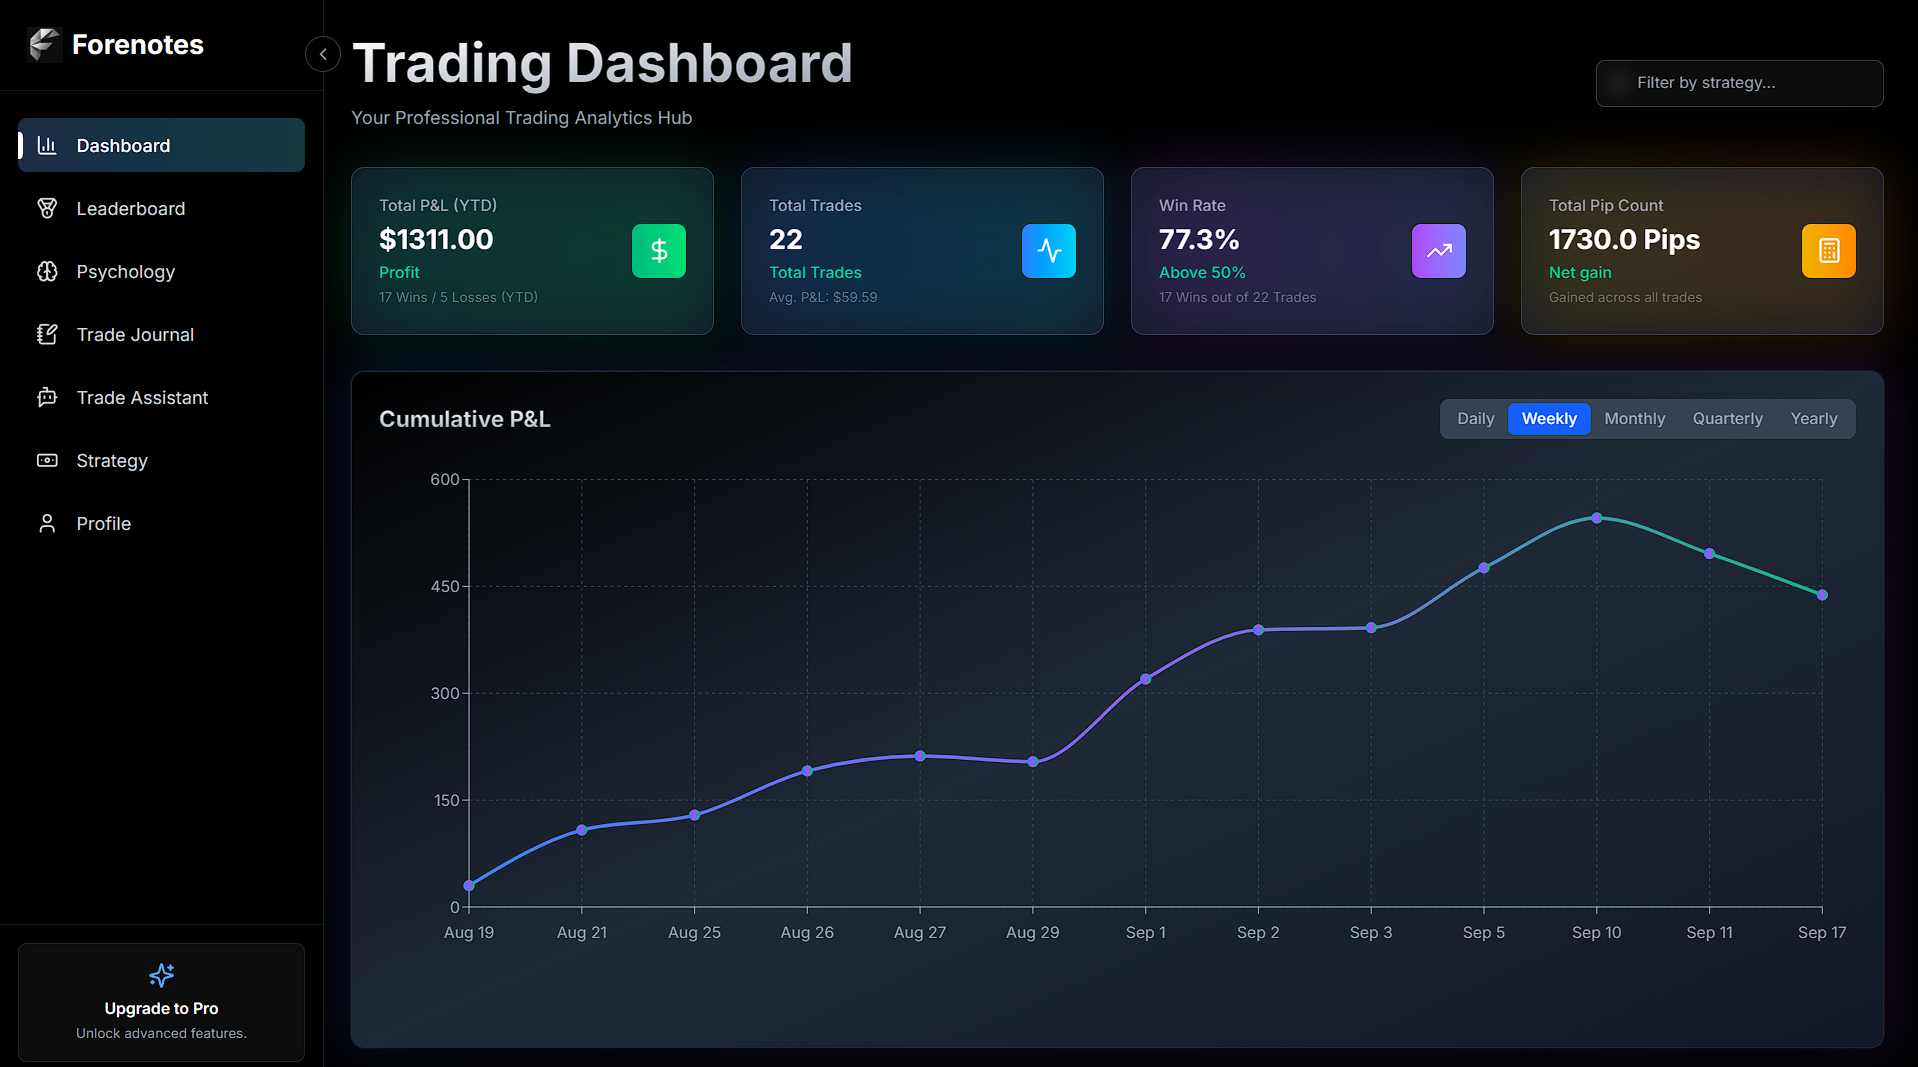 Forenotes
Dashboard
Leaderboard
Psychology
Trade Journal
Trade Assistant
Strategy
Profile
Upgrade to Pro
Unlock advanced features.
Trading Dashboard
Your Professional Trading Analytics Hub
Filter by strategy...
Total P&L (YTD)
$1311.00
Profit
17 Wins / 5 Losses (YTD)
Total Trades
22
Total Trades
Avg. P&L: $59.59
Win Rate
77.3%
Above 50%
17 Wins out of 22 Trades
Total Pip Count
1730.0 Pips
Net gain
Gained across all trades
Cumulative P&L
Daily Weekly Monthly Quarterly Yearly
600
450
300
150
0
Aug 19 Aug 21 Aug 25 Aug 26 Aug 27 Aug 29 Sep 1 Sep 2 Sep 3 Sep 5 Sep 10 Sep 11 Sep 17